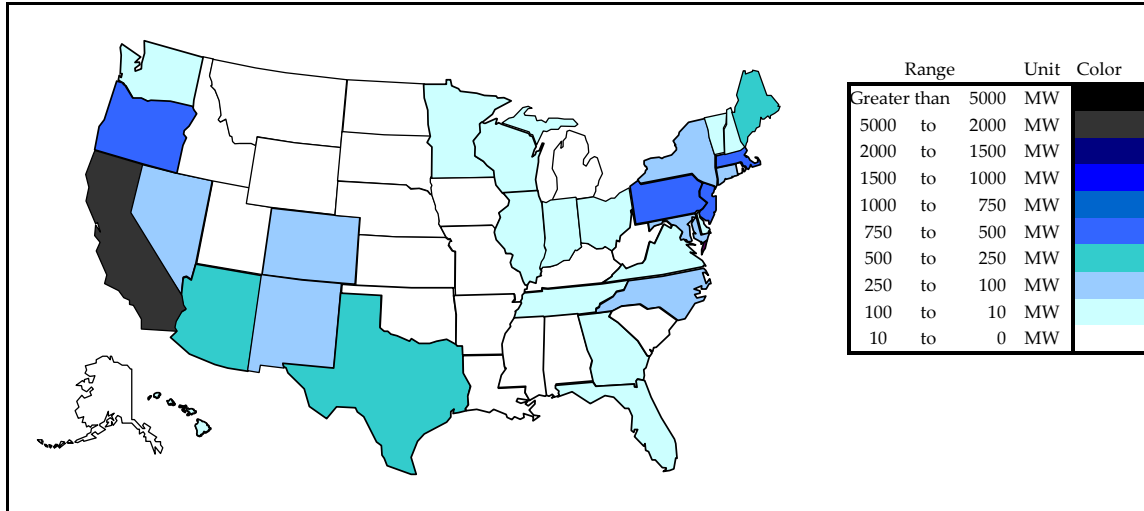 Range Unit Color
Greater than 5000 MW
5000 to 2000 MW
2000 to 1500 MW
1500 to 1000 MW
1000 to 750 MW
750 to 500 MW
500 to 250 MW
250 to 100 MW
100 to 10 MW
10 to 0 MW